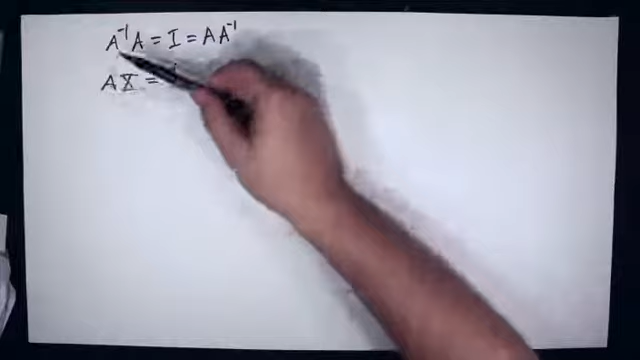 A⁻¹A = I = AA⁻¹
AX =